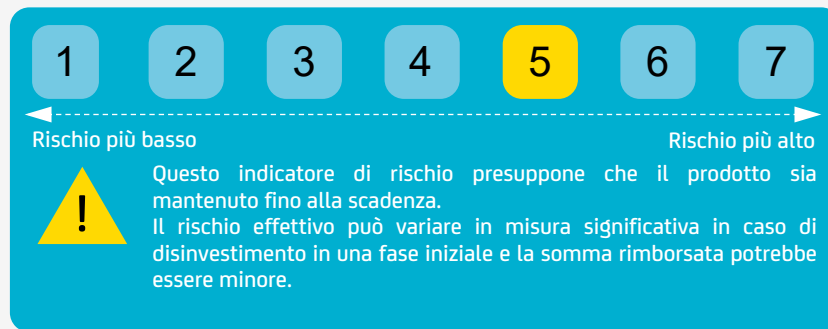 1 2 3 4 5 6 7
Rischio più basso Rischio più alto
Questo indicatore di rischio presuppone che il prodotto sia
mantenuto fino alla scadenza.
!
Il rischio effettivo può variare in misura significativa in caso di
disinvestimento in una fase iniziale e la somma rimborsata potrebbe
essere minore.